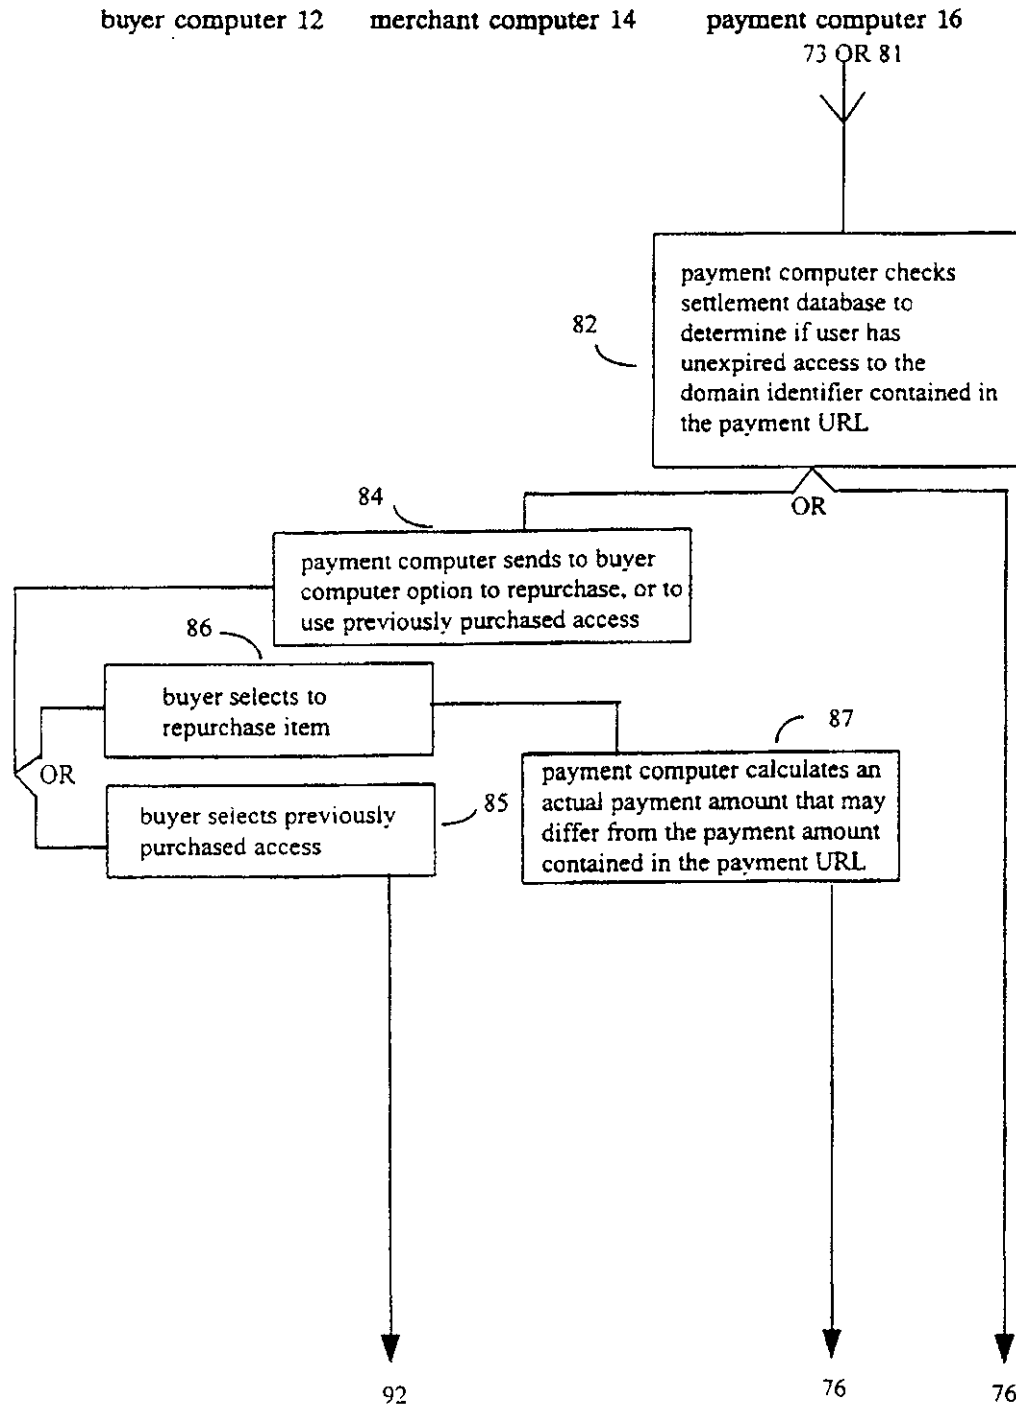 buyer computer 12 merchant computer 14 payment computer 16
73 OR 81
payment computer checks
settlement database to
determine if user has
unexpired access to the
domain identifier contained in
the payment URL
82
OR
84
payment computer sends to buyer
computer option to repurchase, or to
use previously purchased access
86
buyer selects to
repurchase item
87
OR
payment computer calculates an
actual payment amount that may
differ from the payment amount
contained in the payment URL
buyer selects previously
purchased access
85
92
76
76